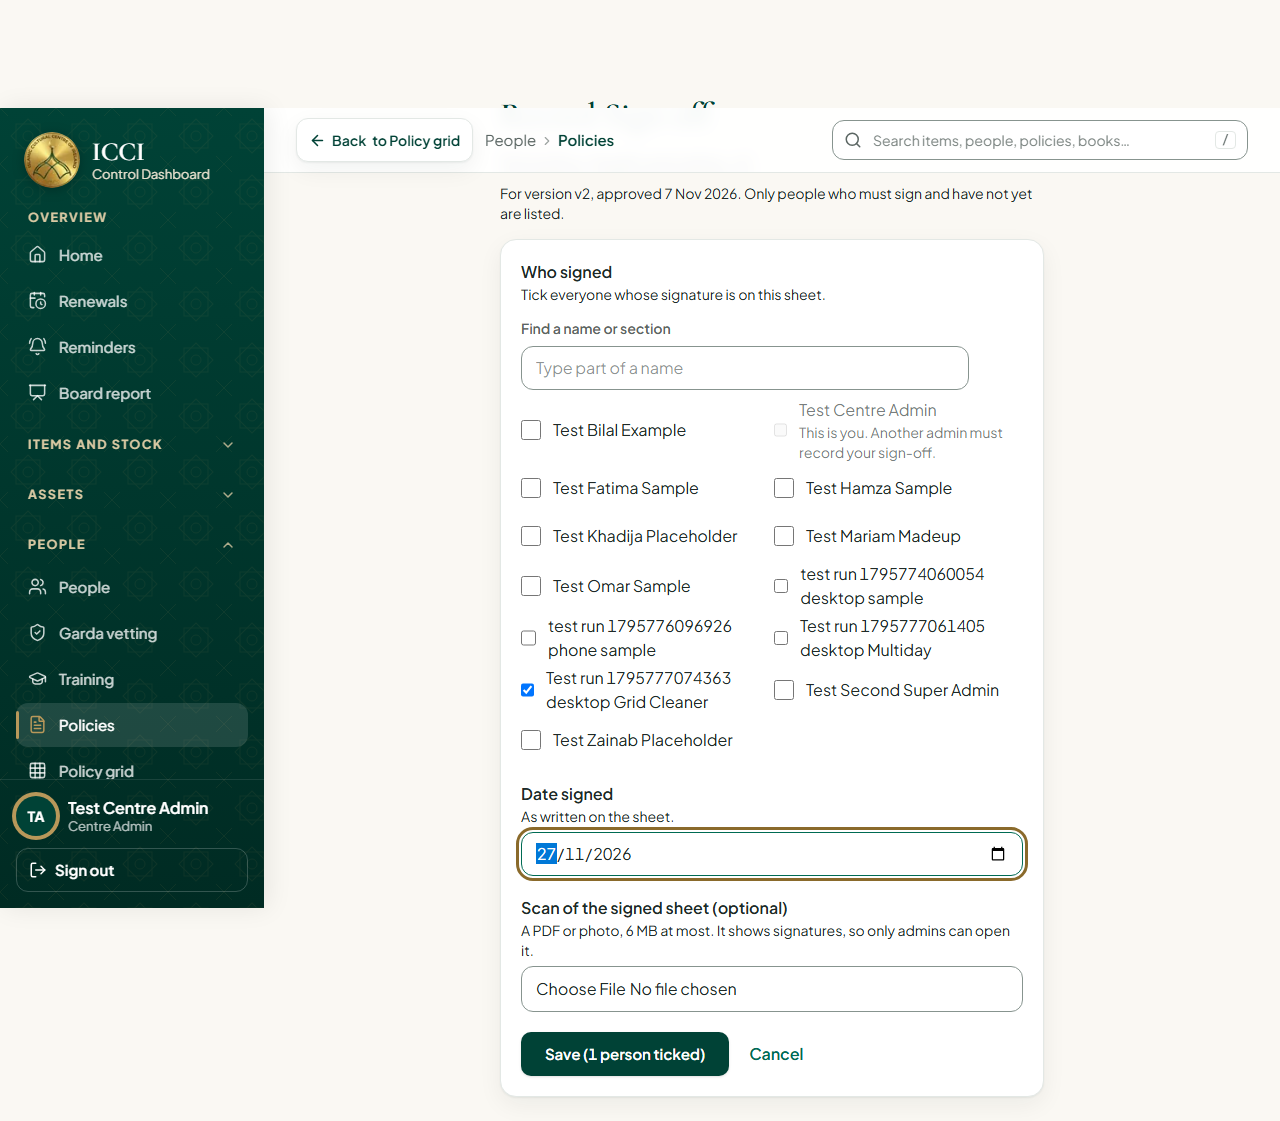 ICCI
Control Dashboard
OVERVIEW
Home
Renewals
Reminders
Board report
ITEMS AND STOCK
ASSETS
PEOPLE
People
Garda vetting
Training
Policies
Policy grid
TA
Test Centre Admin
Centre Admin
Sign out
Back to Policy grid
People > Policies
Search items, people, policies, books...
/
For version v2, approved 7 Nov 2026. Only people who must sign and have not yet
are listed.
Who signed
Tick everyone whose signature is on this sheet.
Find a name or section
Type part of a name
Test Bilal Example
Test Centre Admin
This is you. Another admin must
record your sign-off.
Test Fatima Sample
Test Hamza Sample
Test Khadija Placeholder
Test Mariam Madeup
Test Omar Sample
test run 1795774060054
desktop sample
test run 1795776096926
phone sample
Test run 1795777061405
desktop Multiday
Test run 1795777074363
desktop Grid Cleaner
Test Second Super Admin
Test Zainab Placeholder
Date signed
As written on the sheet.
27/11/2026
Scan of the signed sheet (optional)
A PDF or photo, 6 MB at most. It shows signatures, so only admins can open
it.
Choose File No file chosen
Save (1 person ticked)
Cancel